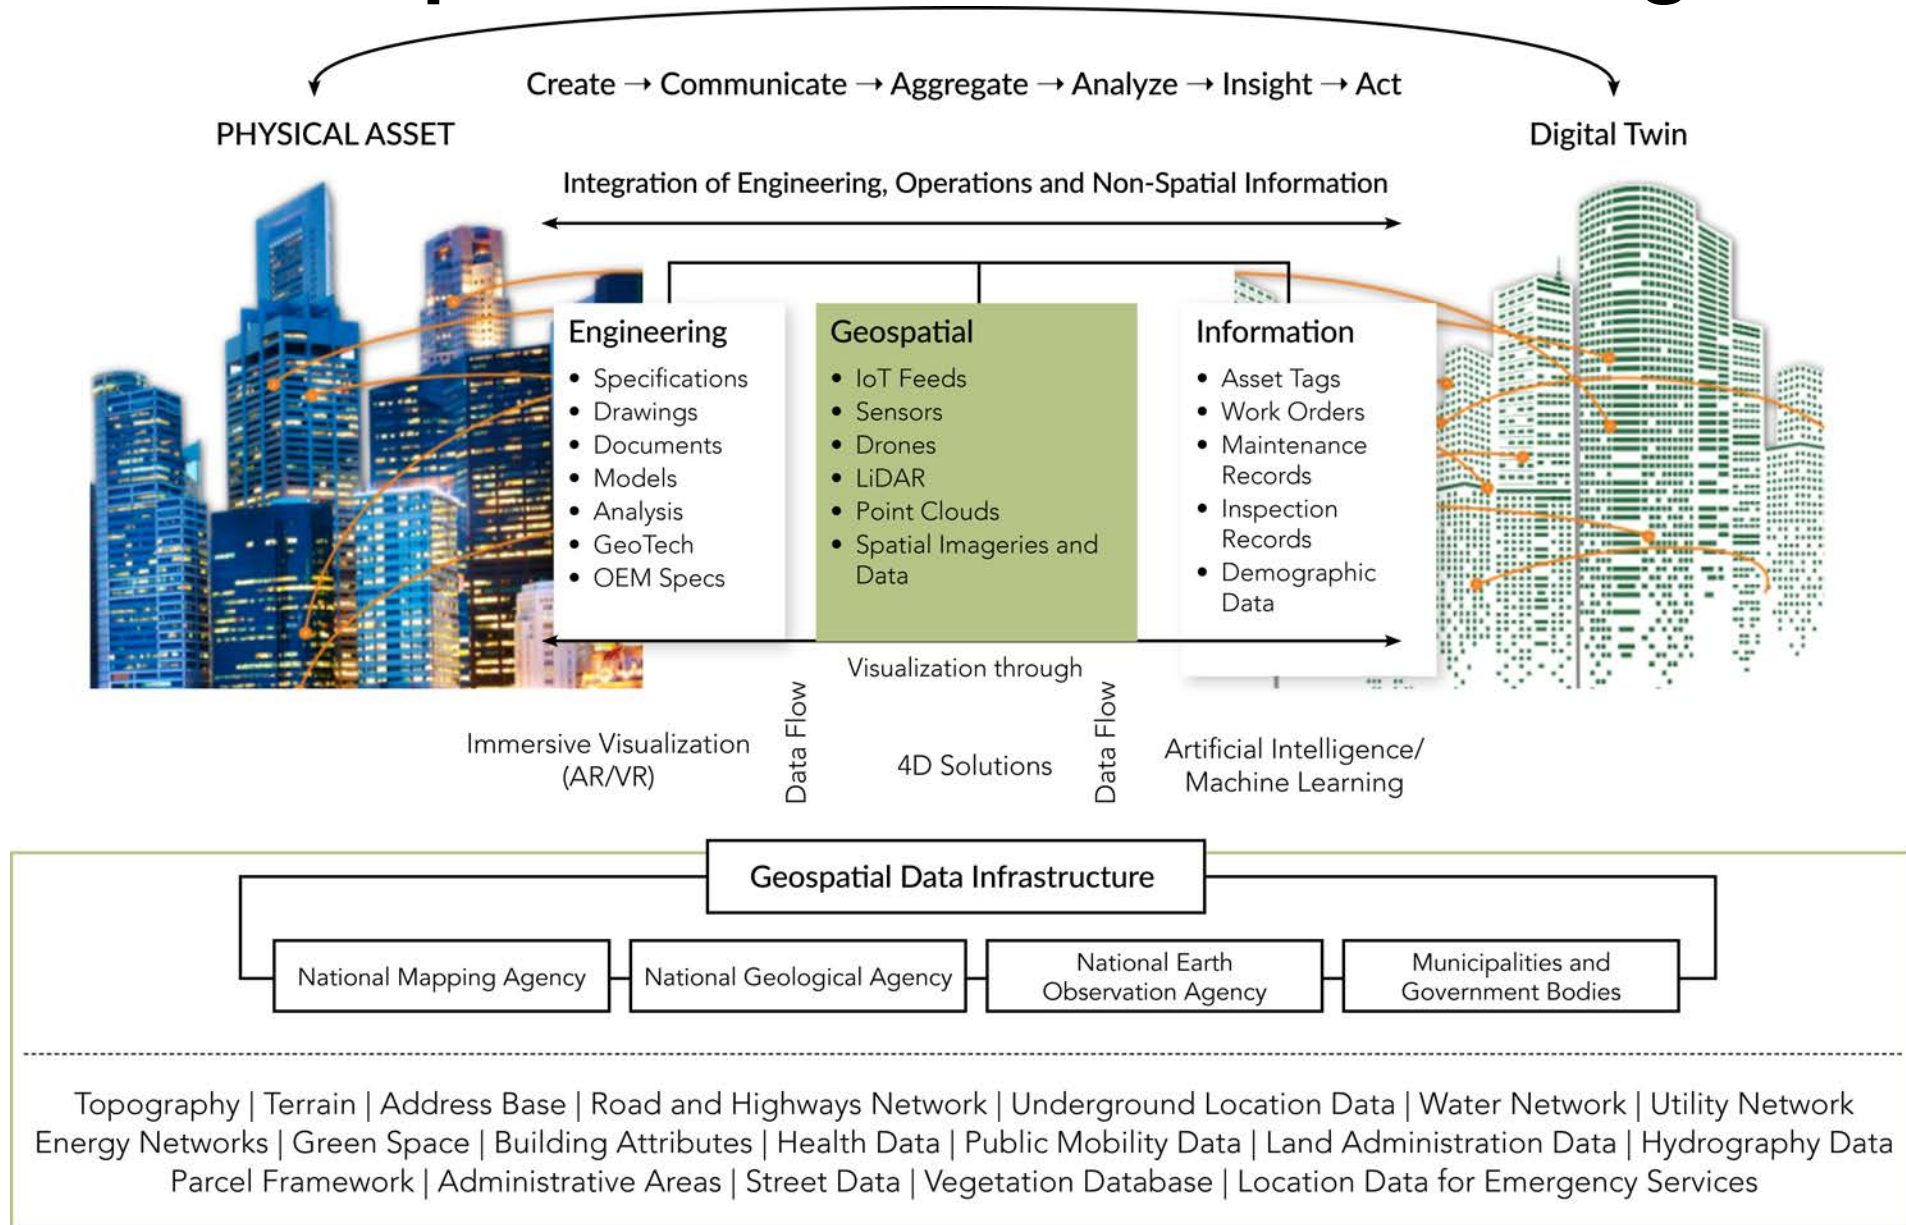 Create → Communicate → Aggregate → Analyze → Insight → Act
PHYSICAL ASSET
Digital Twin
Integration of Engineering, Operations and Non-Spatial Information
Engineering
• Specifications
• Drawings
• Documents
• Models
• Analysis
• GeoTech
• OEM Specs
Geospatial
• IoT Feeds
• Sensors
• Drones
• LiDAR
• Point Clouds
• Spatial Imageries and
Data
Information
• Asset Tags
• Work Orders
• Maintenance
Records
• Inspection
Records
• Demographic
Data
Visualization through
Immersive Visualization
(AR/VR)
Data Flow
4D Solutions
Data Flow
Artificial Intelligence/
Machine Learning
Geospatial Data Infrastructure
National Mapping Agency
National Geological Agency
National Earth
Observation Agency
Municipalities and
Government Bodies
Topography | Terrain | Address Base | Road and Highways Network | Underground Location Data | Water Network | Utility Network
Energy Networks | Green Space | Building Attributes | Health Data | Public Mobility Data | Land Administration Data | Hydrography Data
Parcel Framework | Administrative Areas | Street Data | Vegetation Database | Location Data for Emergency Services